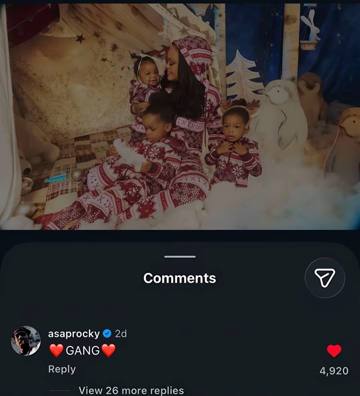 Comments
asaprocky 2d
❤️GANG❤️
Reply
4,920
View 26 more replies